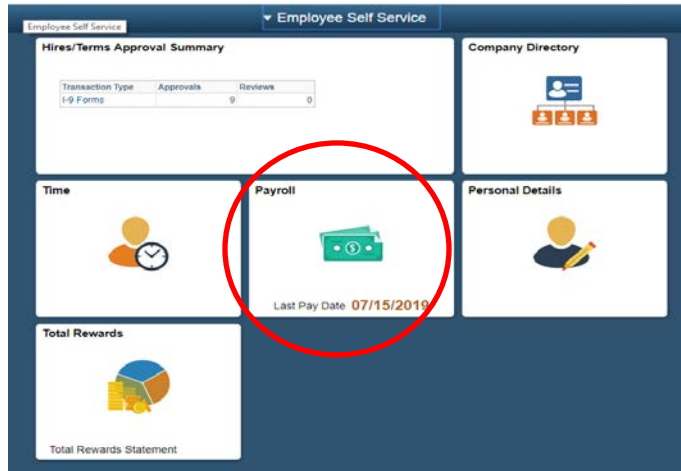 Employee Self Service
Employee Self Service
Hires/Terms Approval Summary
Transaction Type Approvals Reviews
I-9 Forms 9 0
Company Directory
Time
Payroll
Last Pay Date 07/15/2019
Personal Details
Total Rewards
Total Rewards Statement